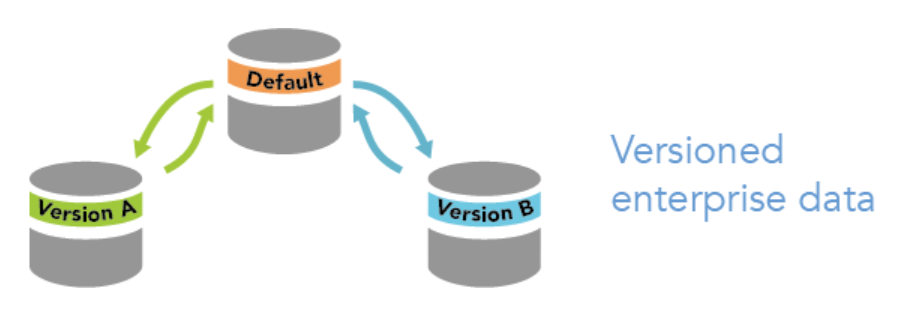 Default
Version A
Version B
Versioned
enterprise data